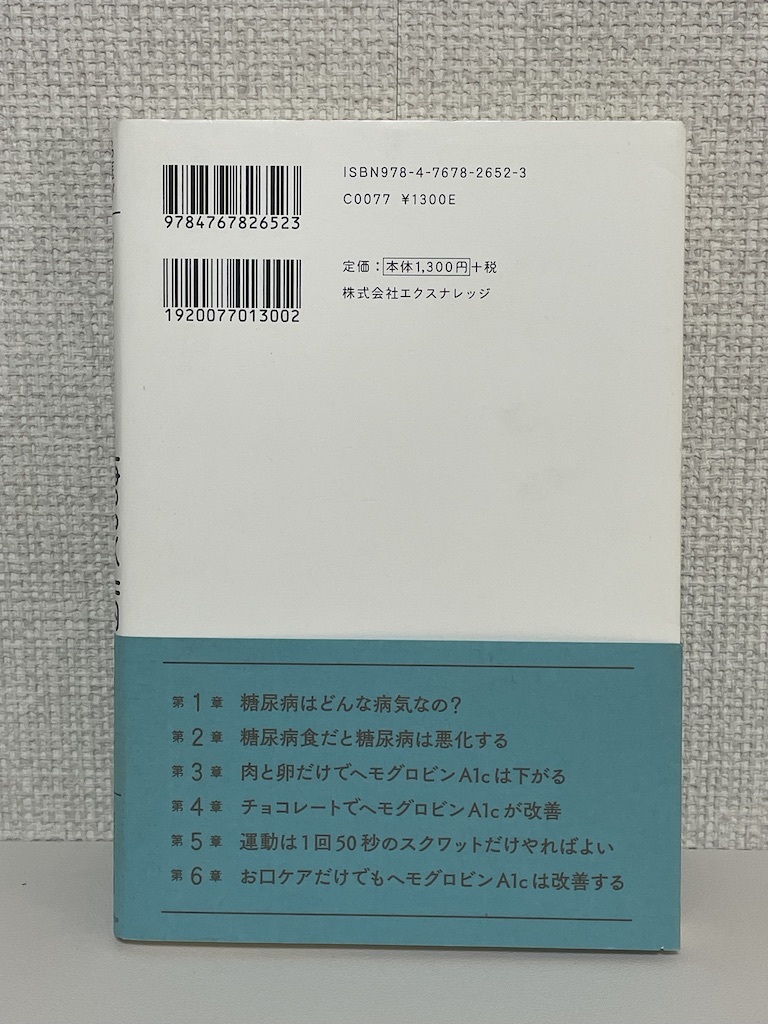 ISBN978-4-7678-2652-3
C0077 ¥1300E
9784767826523
定価：本体1,300円+税
株式会社エクスナレッジ
1920077013002
第1章 糖尿病はどんな病気なの？
第2章 糖尿病食だと糖尿病は悪化する
第3章 肉と卵だけでヘモグロビンA1cは下がる
第4章 チョコレートでヘモグロビンA1cが改善
第5章 運動は1回50秒のスクワットだけやればよい
第6章 お口ケアだけでもヘモグロビンA1cは改善する